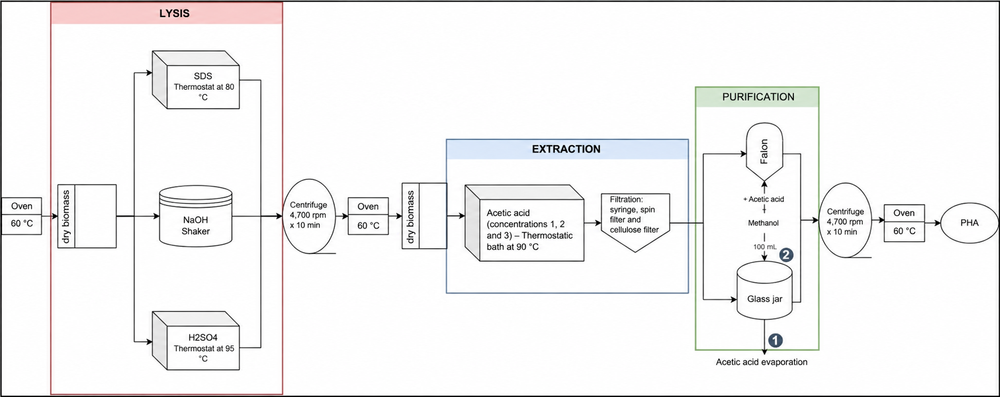 LYSIS
Oven
60 °C
dry biomass
SDS
Thermostat at 80
°C
NaOH
Shaker
H2SO4
Thermostat at 95
°C
Centrifuge
4,700 rpm
x 10 min
Oven
60 °C
dry biomass
EXTRACTION
Acetic acid
(concentrations 1, 2
and 3) – Thermostatic
bath at 90 °C
Filtration:
syringe, spin
filter and
cellulose filter
PURIFICATION
Falon
+ Acetic acid
+
Methanol
100 mL
2
Glass jar
1
Acetic acid evaporation
Centrifuge
4,700 rpm
x 10 min
Oven
60 °C
PHA